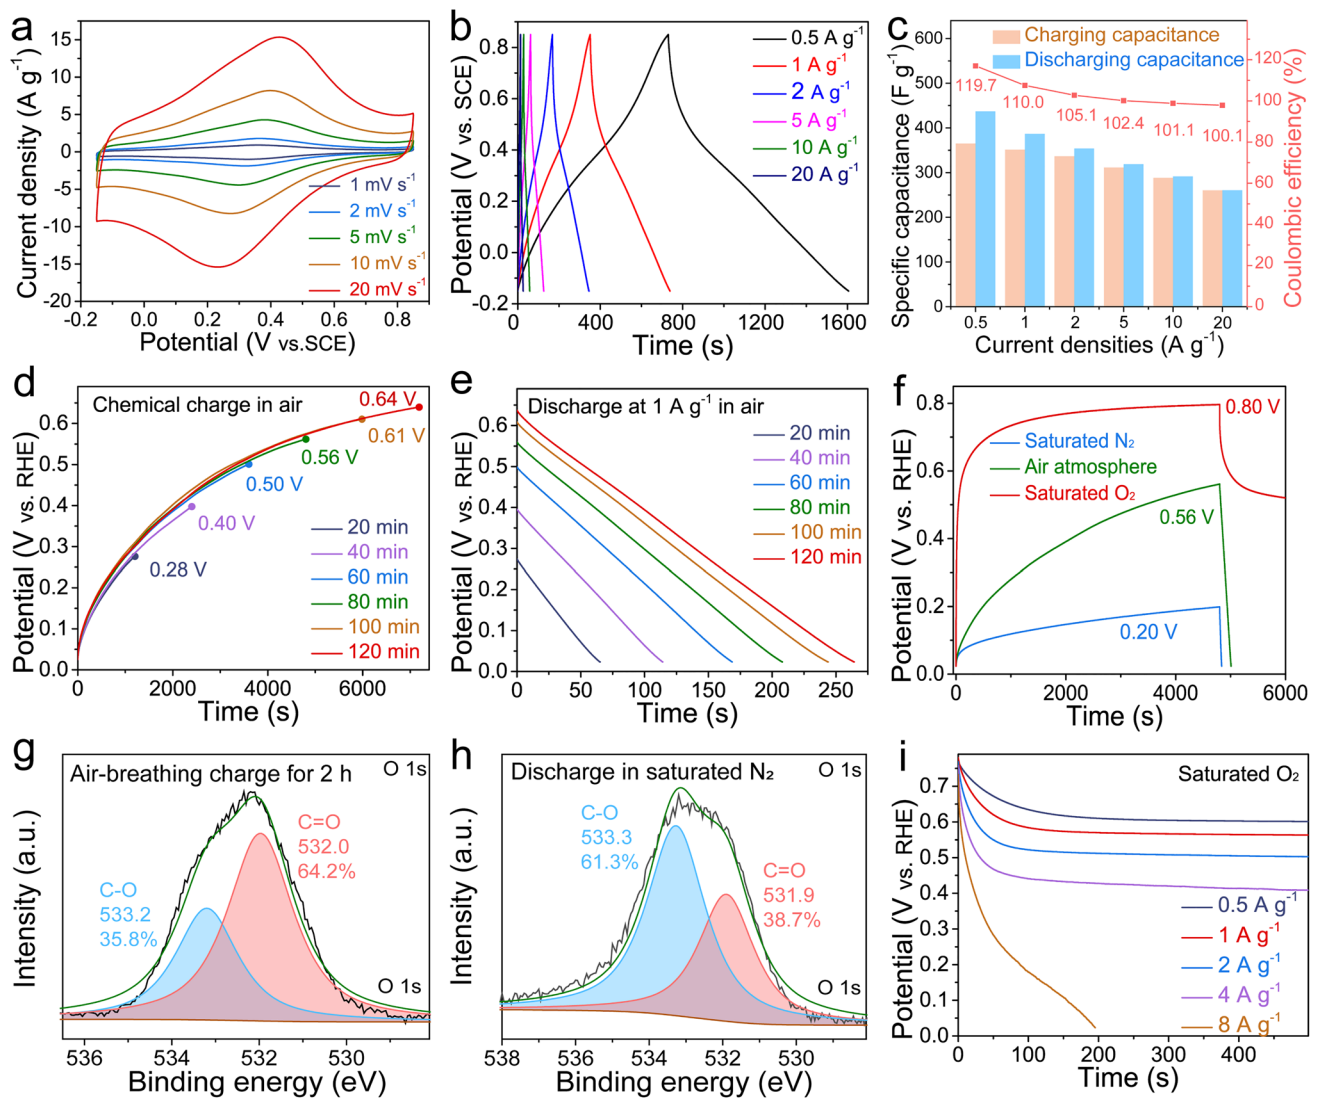 a
Current density (A g⁻¹)
15
10
5
0
-5
-10
-15
-20
-0.2
0.0
0.2
0.4
0.6
0.8
Potential (V vs.SCE)
1 mV s⁻¹
2 mV s⁻¹
5 mV s⁻¹
10 mV s⁻¹
20 mV s⁻¹
b
Potential (V vs. SCE)
0.8
0.6
0.4
0.2
0.0
-0.2
0
400
800
1200
1600
Time (s)
0.5 A g⁻¹
1 A g⁻¹
2 A g⁻¹
5 A g⁻¹
10 A g⁻¹
20 A g⁻¹
c
Specific capacitance (F g⁻¹)
600
500
400
300
200
100
0
Charging capacitance
Discharging capacitance
119.7
110.0
105.1
102.4
101.1
100.1
0.5
1
2
5
10
20
Current densities (A g⁻¹)
120
100
80
60
40
20
0
Coulombic efficiency (%)
d
Potential (V vs. RHE)
0.6
0.5
0.4
0.3
0.2
0.1
0.0
Chemical charge in air
0.64 V
0.61 V
0.56 V
0.50 V
0.40 V
0.28 V
20 min
40 min
60 min
80 min
100 min
120 min
0
2000
4000
6000
Time (s)
e
Potential (V vs. RHE)
0.6
0.5
0.4
0.3
0.2
0.1
0.0
Discharge at 1 A g⁻¹ in air
20 min
40 min
60 min
80 min
100 min
120 min
0
50
100
150
200
250
Time (s)
f
Potential (V vs. RHE)
0.8
0.6
0.4
0.2
0.0
0.80 V
Saturated N₂
Air atmosphere
Saturated O₂
0.56 V
0.20 V
0
2000
4000
6000
Time (s)
g
Intensity (a.u.)
Air-breathing charge for 2 h
O 1s
C=O
532.0
64.2%
C-O
533.2
35.8%
O 1s
536
534
532
530
Binding energy (eV)
h
Intensity (a.u.)
Discharge in saturated N₂
O 1s
C-O
533.3
61.3%
C=O
531.9
38.7%
O 1s
538
536
534
532
530
Binding energy (eV)
i
Potential (V vs. RHE)
0.7
0.6
0.5
0.4
0.3
0.2
0.1
0.0
Saturated O₂
0.5 A g⁻¹
1 A g⁻¹
2 A g⁻¹
4 A g⁻¹
8 A g⁻¹
0
100
200
300
400
Time (s)